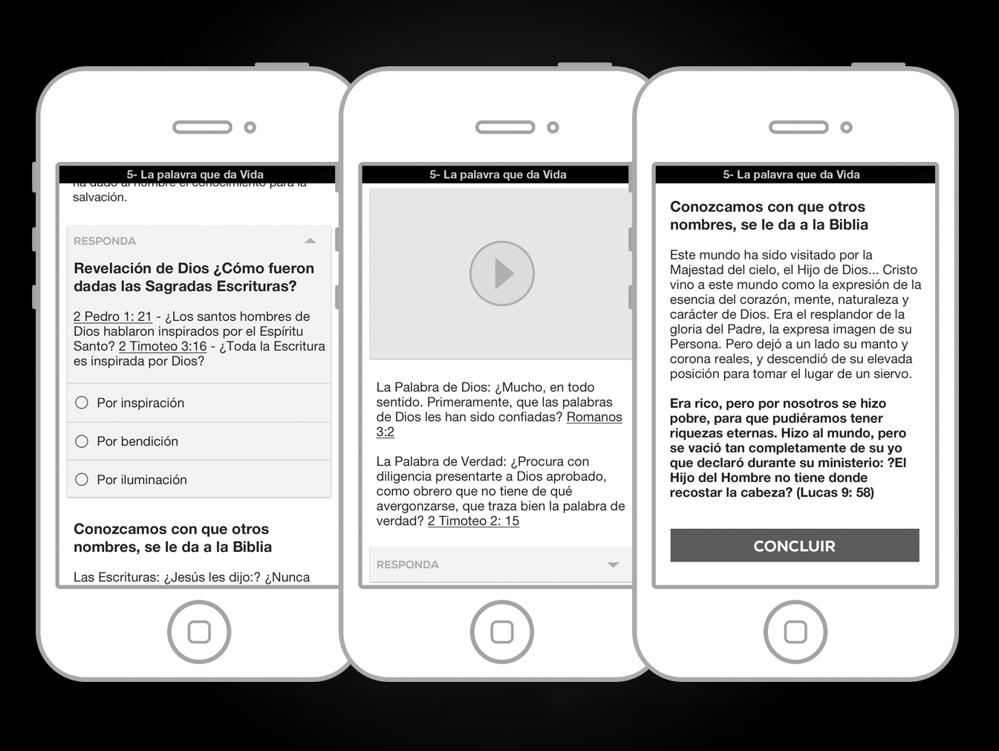 5- La palavra que da Vida
ha dado al hombre el conocimiento para la
salvación.
RESPONDA
Revelación de Dios ¿Cómo fueron
dadas las Sagradas Escrituras?
2 Pedro 1: 21 - ¿Los santos hombres de
Dios hablaron inspirados por el Espíritu
Santo? 2 Timoteo 3:16 - ¿Toda la Escritura
es inspirada por Dios?
Por inspiración
Por bendición
Por iluminación
Conozcamos con que otros
nombres, se le da a la Biblia
Las Escrituras: ¿Jesús les dijo:? ¿Nunca
5- La palavra que da Vida
La Palabra de Dios: ¿Mucho, en todo
sentido. Primeramente, que las palabras
de Dios les han sido confiadas? Romanos
3:2
La Palabra de Verdad: ¿Procura con
diligencia presentarte a Dios aprobado,
como obrero que no tiene de qué
avergonzarse, que traza bien la palabra de
verdad? 2 Timoteo 2: 15
RESPONDA
5- La palavra que da Vida
Conozcamos con que otros
nombres, se le da a la Biblia
Este mundo ha sido visitado por la
Majestad del cielo, el Hijo de Dios... Cristo
vino a este mundo como la expresión de la
esencia del corazón, mente, naturaleza y
carácter de Dios. Era el resplandor de la
gloria del Padre, la expresa imagen de su
Persona. Pero dejó a un lado su manto y
corona reales, y descendió de su elevada
posición para tomar el lugar de un siervo.
Era rico, pero por nosotros se hizo
pobre, para que pudiéramos tener
riquezas eternas. Hizo al mundo, pero
se vació tan completamente de su yo
que declaró durante su ministerio: ?El
Hijo del Hombre no tiene donde
recostar la cabeza? (Lucas 9: 58)
CONCLUIR